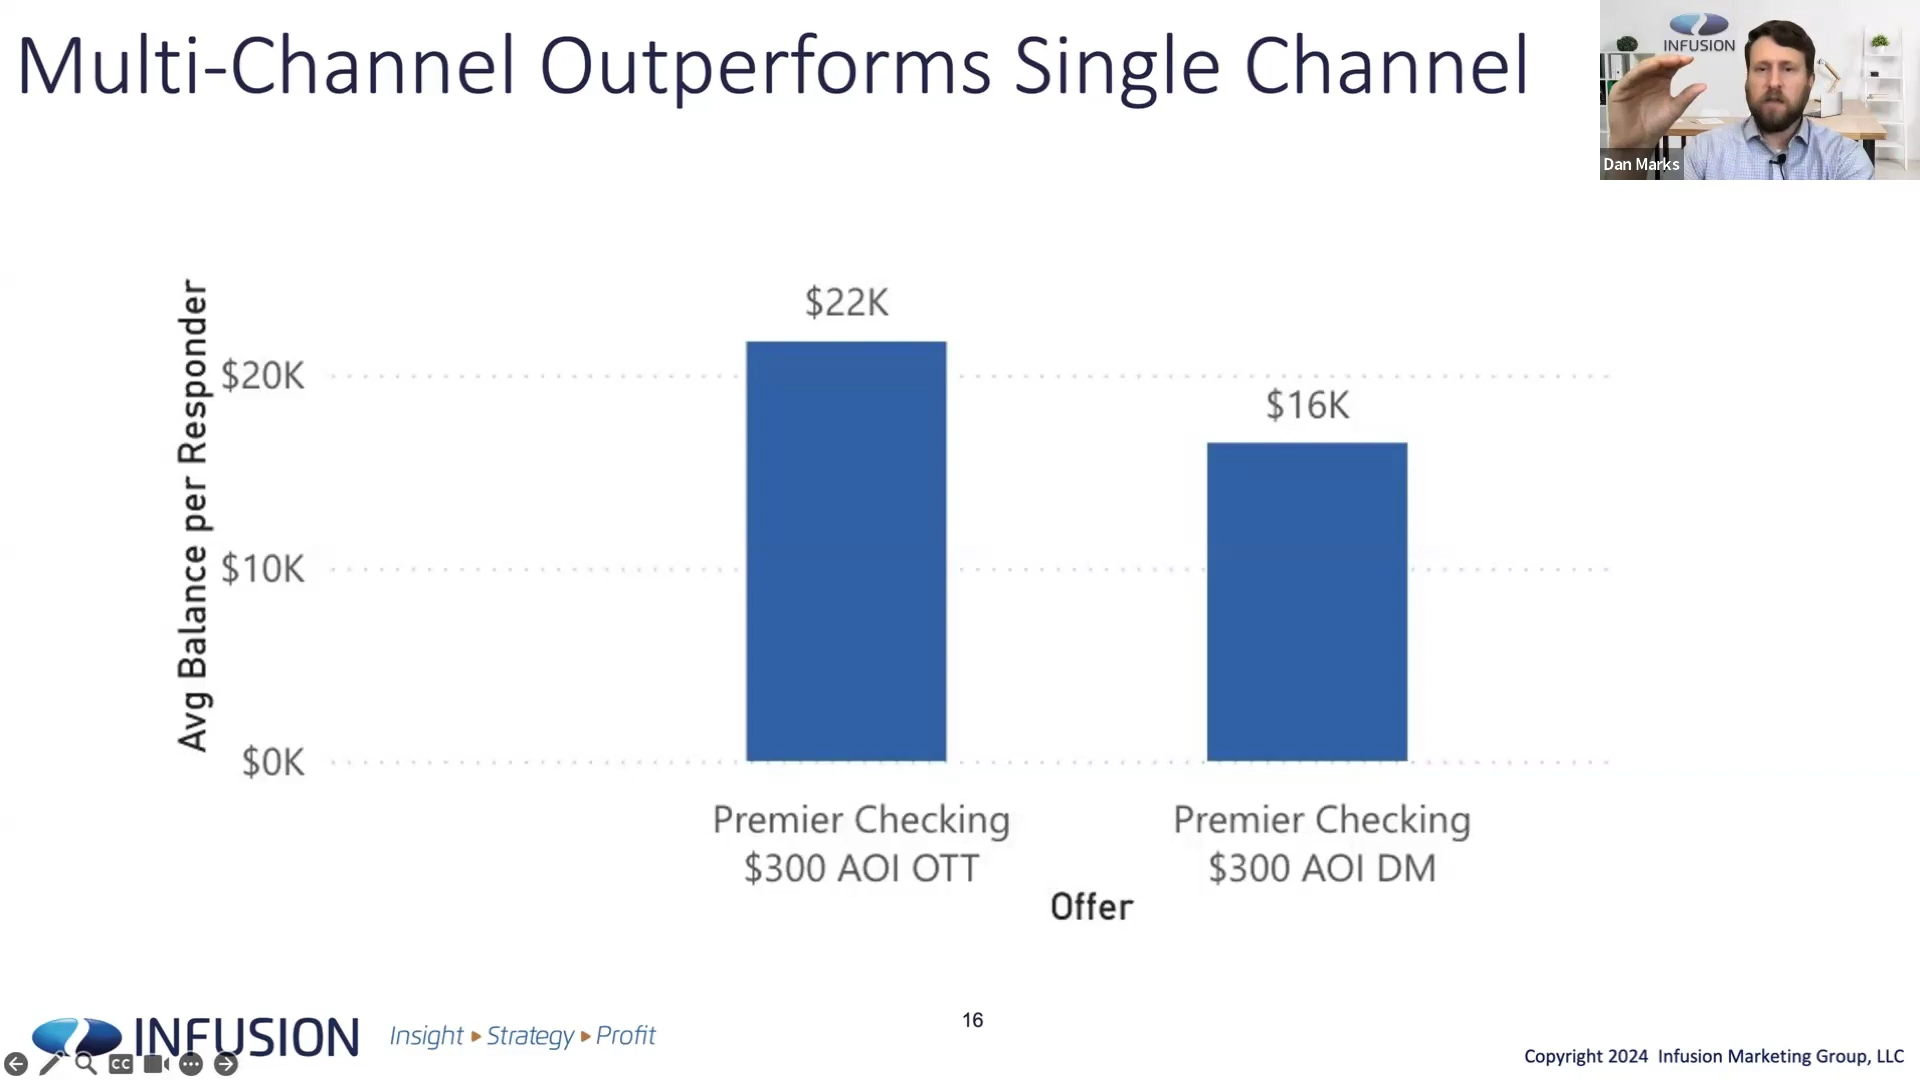 Multi-Channel Outperforms Single Channel
INFUSION
Dan Marks
Avg Balance per Responder
$22K
$20K
$16K
$10K
$0K
Premier Checking
$300 AOI OTT
Premier Checking
$300 AOI DM
Offer
INFUSION
Insight Strategy Profit
16
CC
Copyright 2024 Infusion Marketing Group, LLC